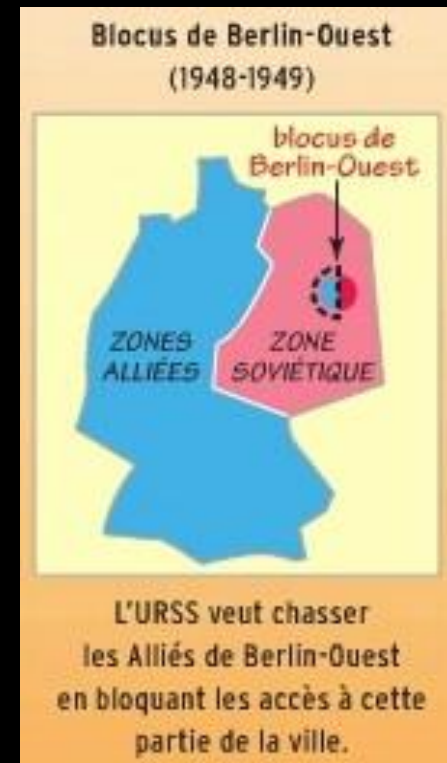 Blocus de Berlin-Ouest
(1948-1949)
blocus de
Berlin-Ouest
ZONES
ALLIÉES
ZONE
SOVIÉTIQUE
L'URSS veut chasser
les Alliés de Berlin-Ouest
en bloquant les accès à cette
partie de la ville.